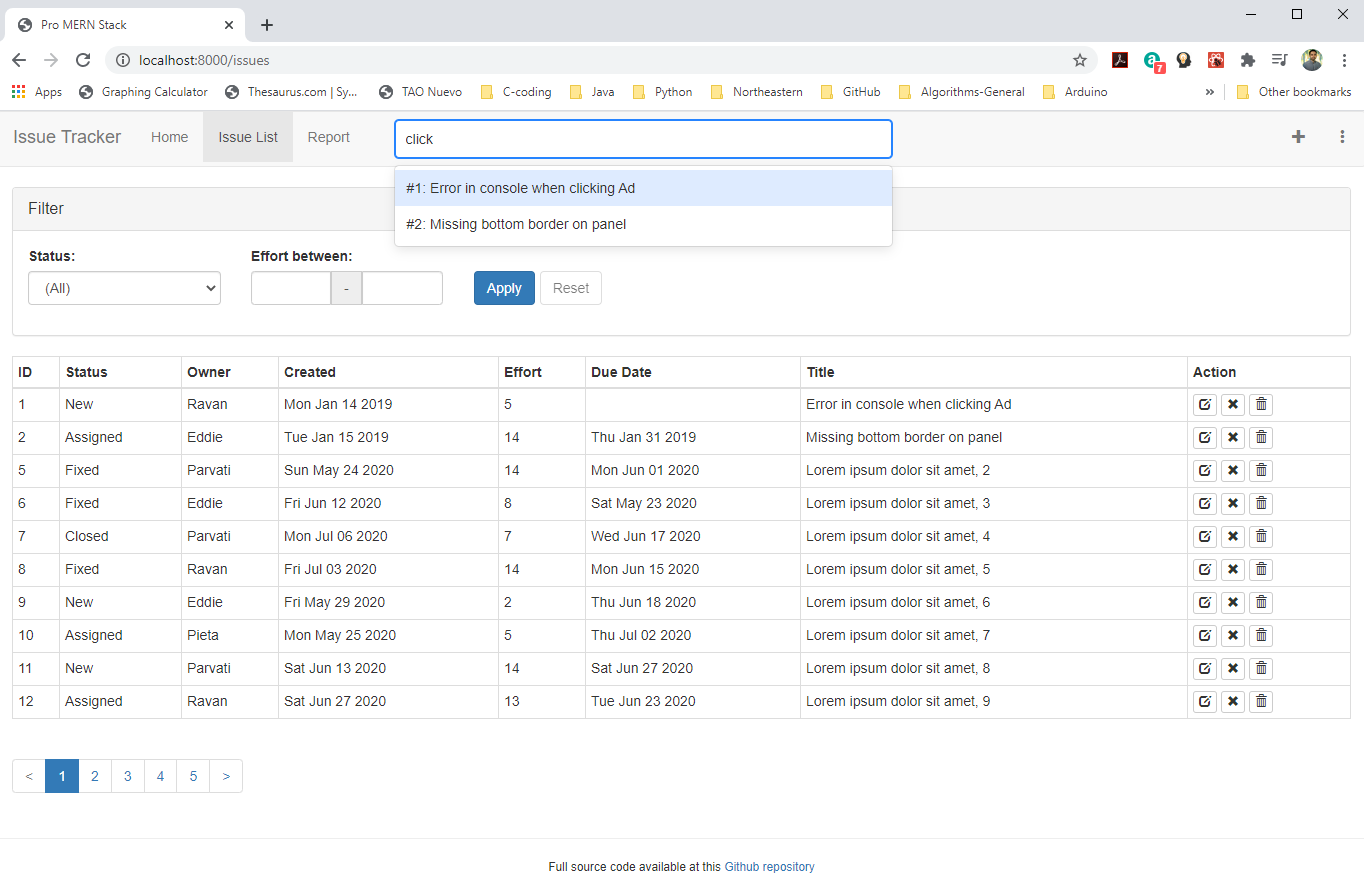 Pro MERN Stack
localhost:8000/issues
7
Apps Graphing Calculator Thesaurus.com | Sy... TAO Nuevo C-coding Java Python Northeastern GitHub Algorithms-General Arduino » Other bookmarks
Issue Tracker Home Issue List Report click
#1: Error in console when clicking Ad
#2: Missing bottom border on panel
Filter
Status: Effort between:
(All) - Apply Reset
ID Status Owner Created Effort Due Date Title Action
1 New Ravan Mon Jan 14 2019 5 Error in console when clicking Ad
2 Assigned Eddie Tue Jan 15 2019 14 Thu Jan 31 2019 Missing bottom border on panel
5 Fixed Parvati Sun May 24 2020 14 Mon Jun 01 2020 Lorem ipsum dolor sit amet, 2
6 Fixed Eddie Fri Jun 12 2020 8 Sat May 23 2020 Lorem ipsum dolor sit amet, 3
7 Closed Parvati Mon Jul 06 2020 7 Wed Jun 17 2020 Lorem ipsum dolor sit amet, 4
8 Fixed Ravan Fri Jul 03 2020 14 Mon Jun 15 2020 Lorem ipsum dolor sit amet, 5
9 New Eddie Fri May 29 2020 2 Thu Jun 18 2020 Lorem ipsum dolor sit amet, 6
10 Assigned Pieta Mon May 25 2020 5 Thu Jul 02 2020 Lorem ipsum dolor sit amet, 7
11 New Parvati Sat Jun 13 2020 14 Sat Jun 27 2020 Lorem ipsum dolor sit amet, 8
12 Assigned Ravan Sat Jun 27 2020 13 Tue Jun 23 2020 Lorem ipsum dolor sit amet, 9
< 1 2 3 4 5 >
Full source code available at this Github repository